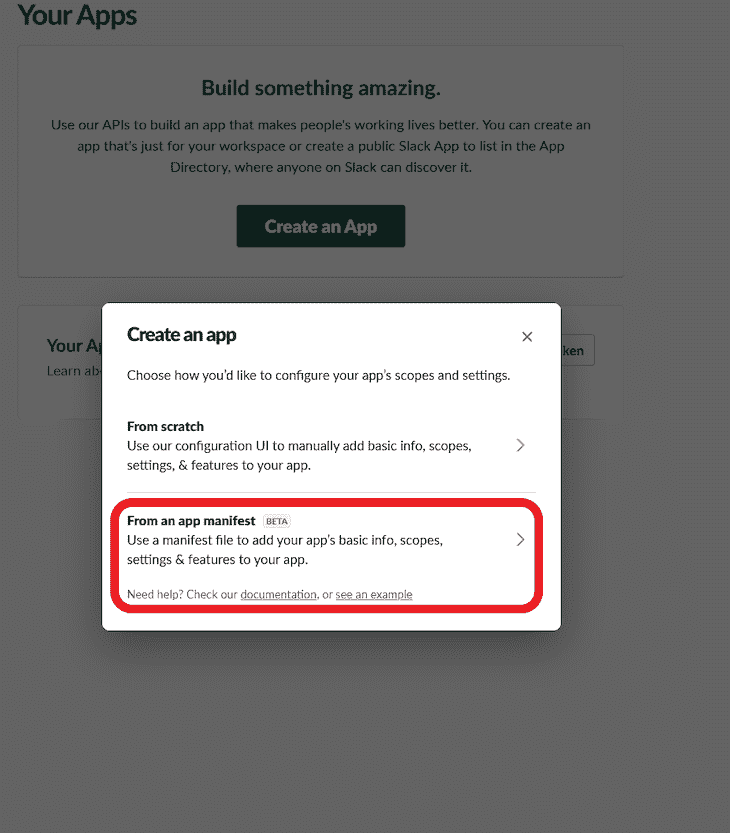 Your Apps
Build something amazing.
Use our APIs to build an app that makes people's working lives better. You can create an
app that's just for your workspace or create a public Slack App to list in the App
Directory, where anyone on Slack can discover it.
Create an App
Create an app
Your Ap
ken
Learn ab
Choose how you'd like to configure your app's scopes and settings.
From scratch
Use our configuration UI to manually add basic info, scopes,
settings, & features to your app.
From an app manifest BETA
Use a manifest file to add your app's basic info, scopes,
settings & features to your app.
Need help? Check our documentation, or see an example